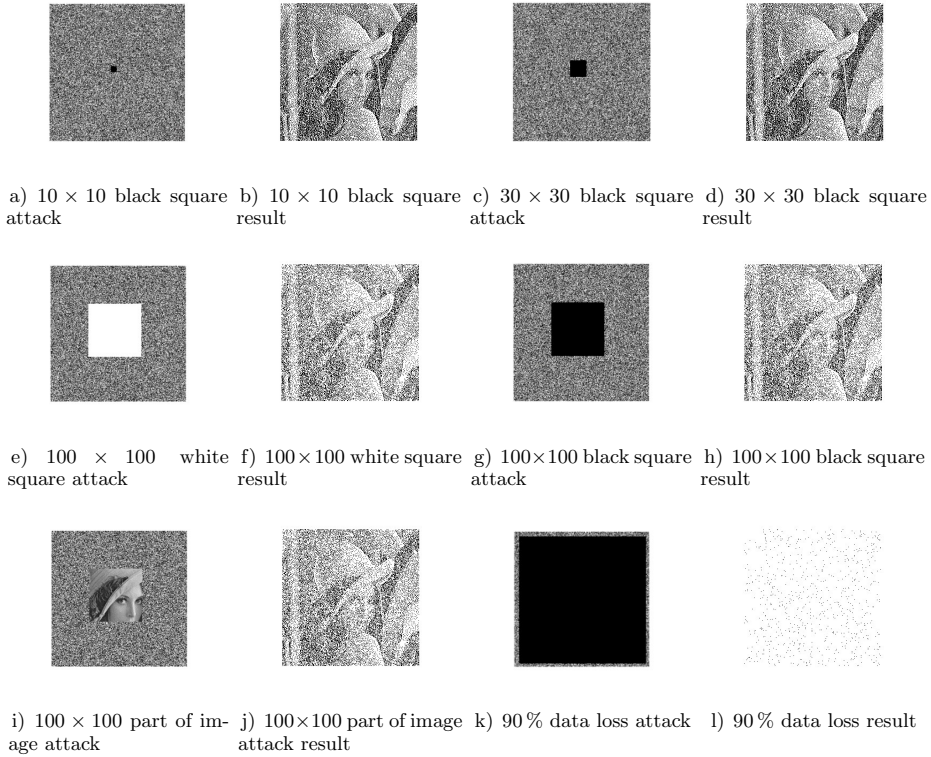 a) 10 × 10 black square
attack
b) 10 × 10 black square
result
c) 30 × 30 black square
attack
d) 30 × 30 black square
result
e) 100 × 100 white
square attack
f) 100×100 white square
result
g) 100×100 black square
attack
h) 100×100 black square
result
i) 100 × 100 part of im-
age attack
j) 100×100 part of image
attack result
k) 90 % data loss attack
l) 90 % data loss result